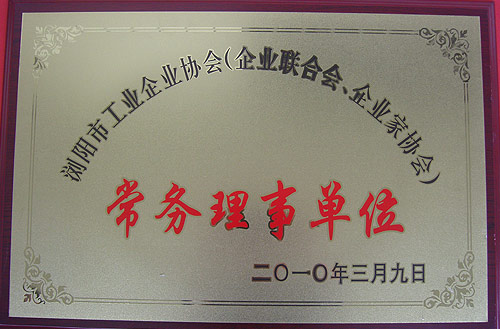 浏阳市工业企业协会(企业联合会、企业家协会)
常务理事单位
二〇一〇年三月九日